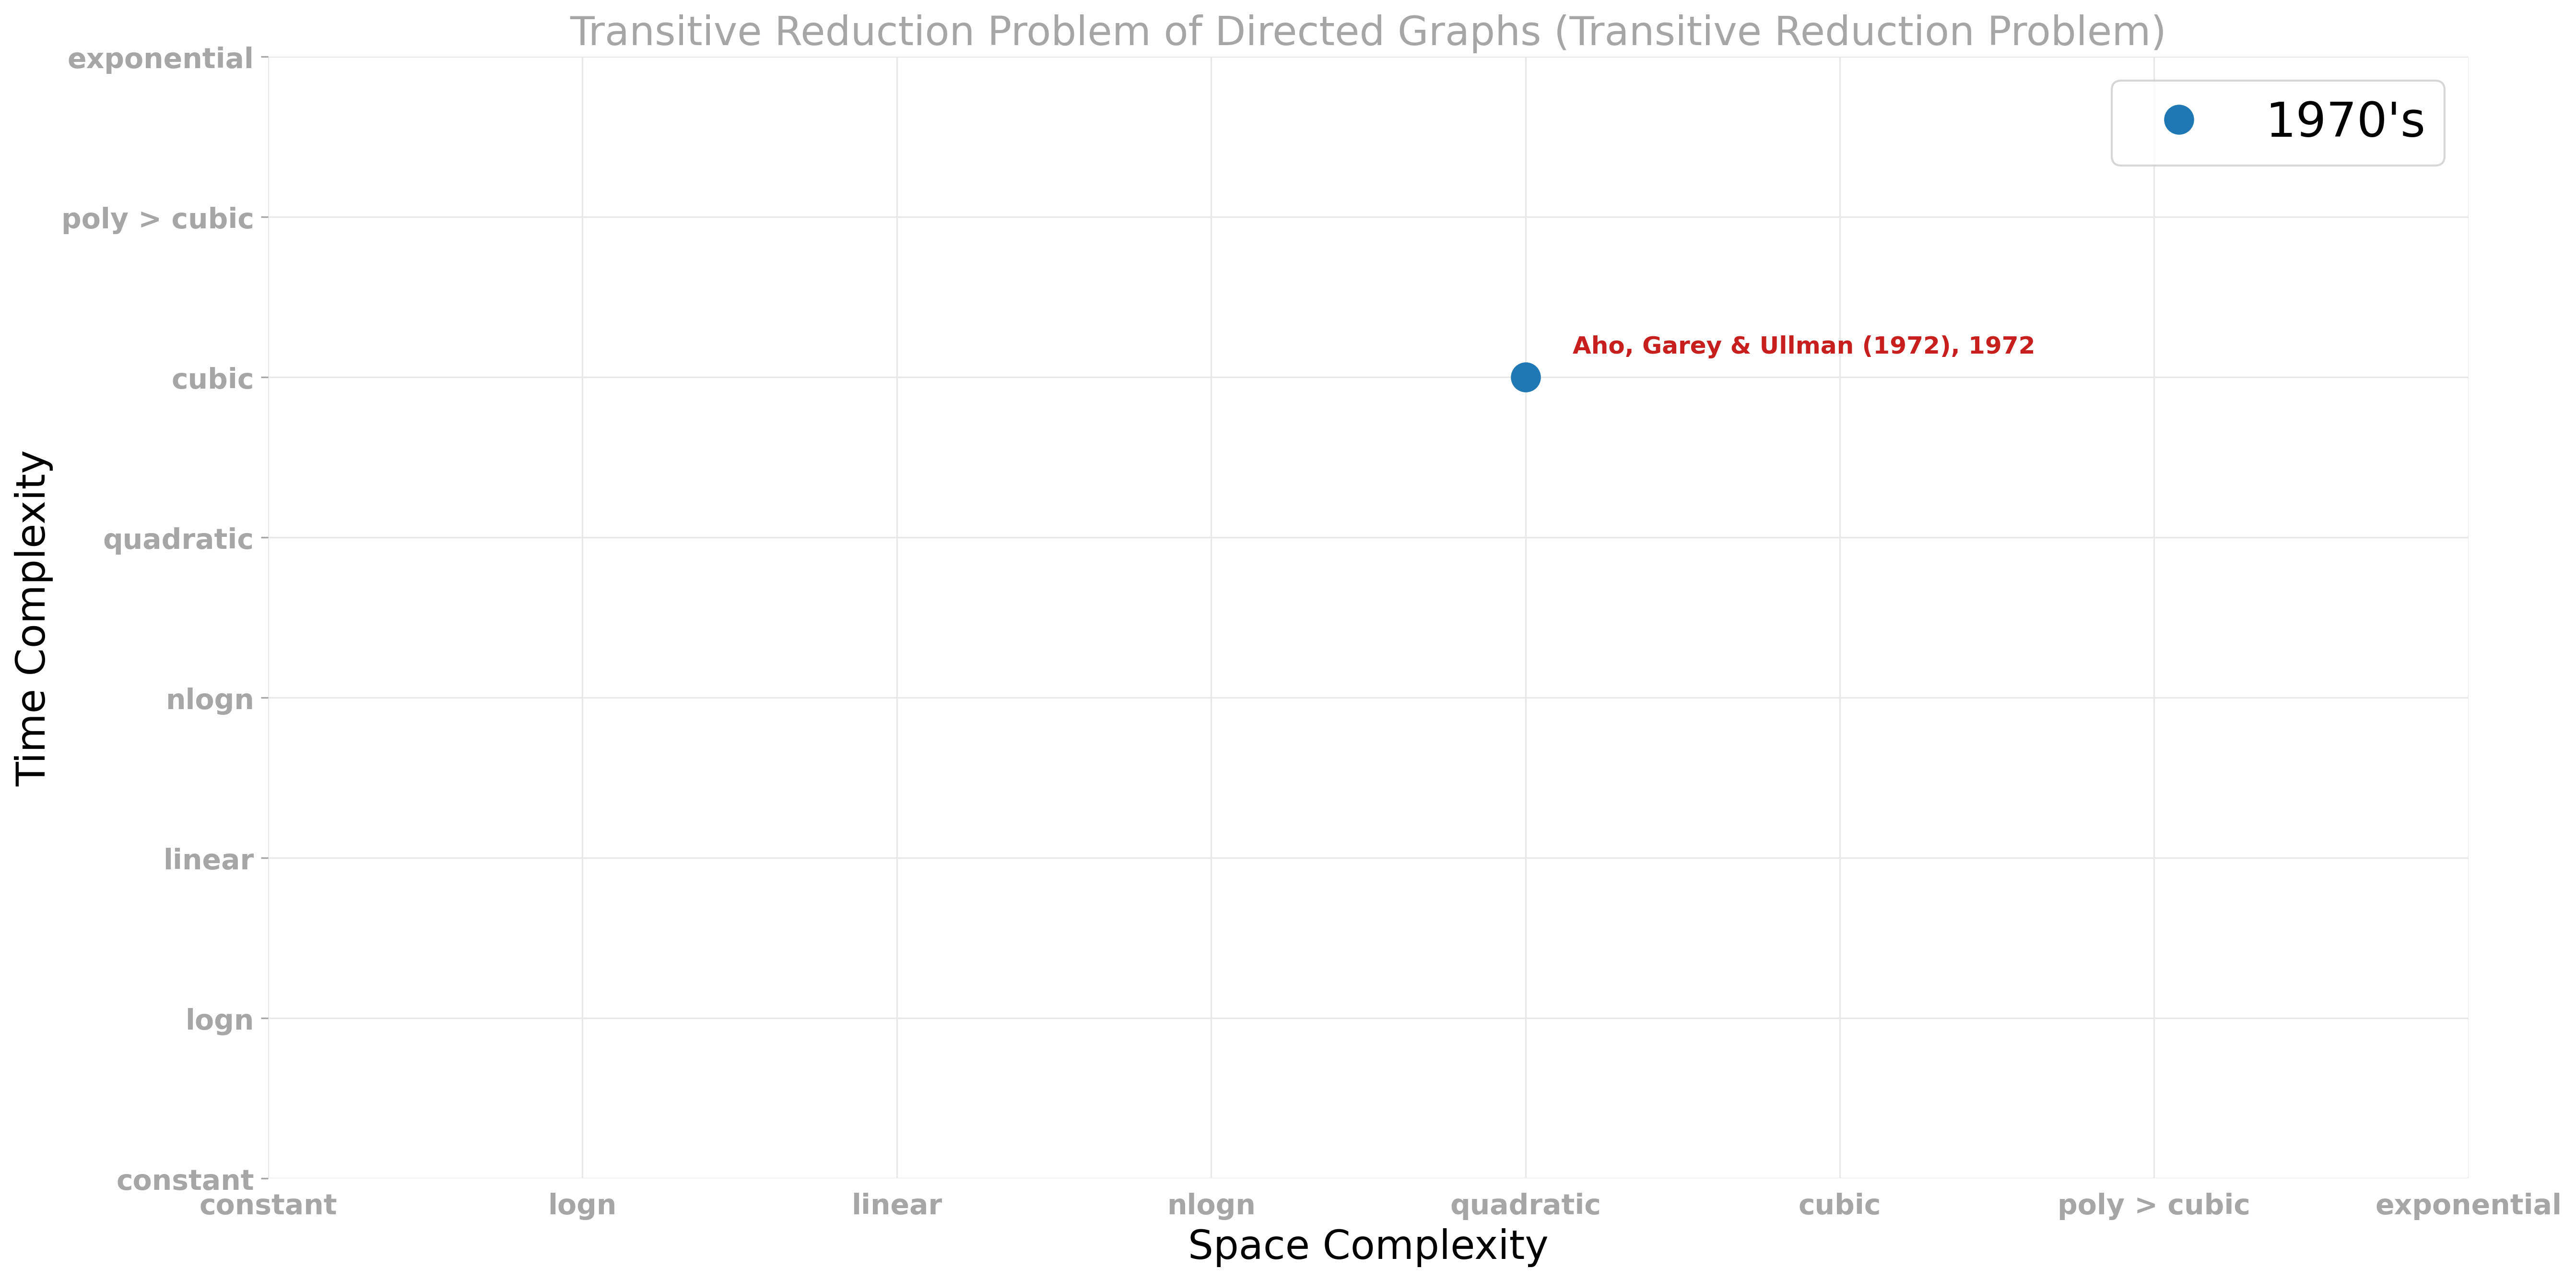 Transitive Reduction Problem of Directed Graphs (Transitive Reduction Problem)
exponential
1970's
poly > cubic
Aho, Garey & Ullman (1972), 1972
cubic
quadratic
nlogn
linear
logn
constant
Time Complexity
constant
logn
linear
nlogn
quadratic
cubic
poly > cubic
exponential
Space Complexity